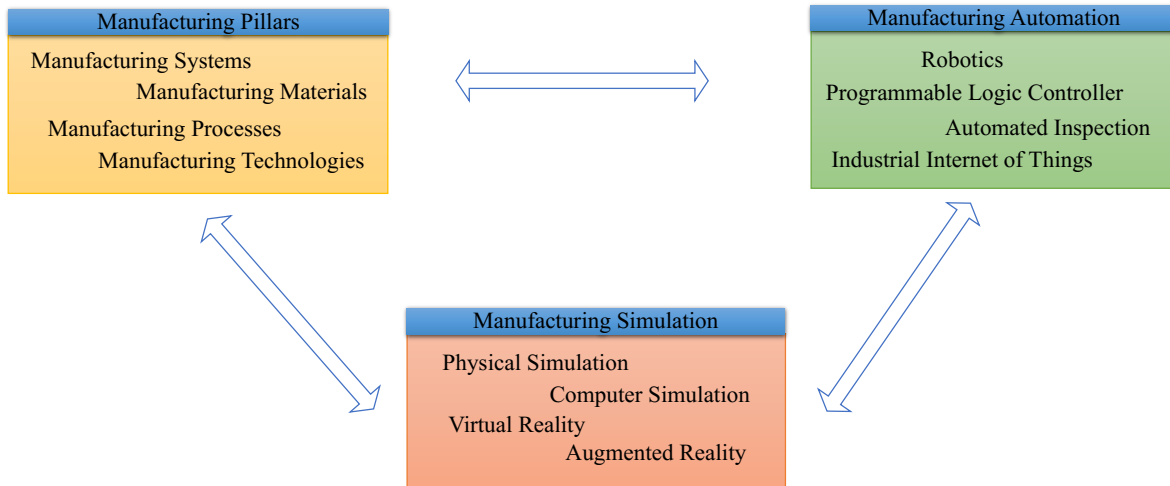 Manufacturing Pillars
Manufacturing Systems
Manufacturing Materials
Manufacturing Processes
Manufacturing Technologies
Manufacturing Automation
Robotics
Programmable Logic Controller
Automated Inspection
Industrial Internet of Things
Manufacturing Simulation
Physical Simulation
Computer Simulation
Virtual Reality
Augmented Reality